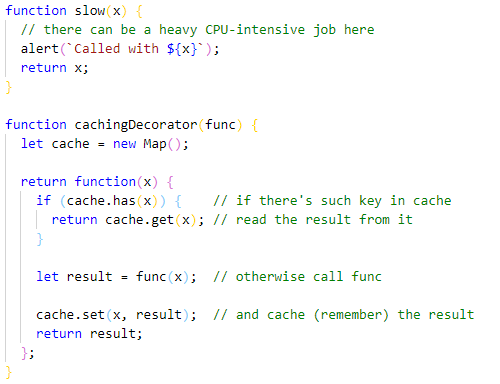 function slow(x) {
  // there can be a heavy CPU-intensive job here
  alert(`Called with ${x}`);
  return x;
}

function cachingDecorator(func) {
  let cache = new Map();

  return function(x) {
    if (cache.has(x)) {    // if there's such key in cache
      return cache.get(x); // read the result from it
    }

    let result = func(x);  // otherwise call func

    cache.set(x, result);  // and cache (remember) the result
    return result;
  };
}